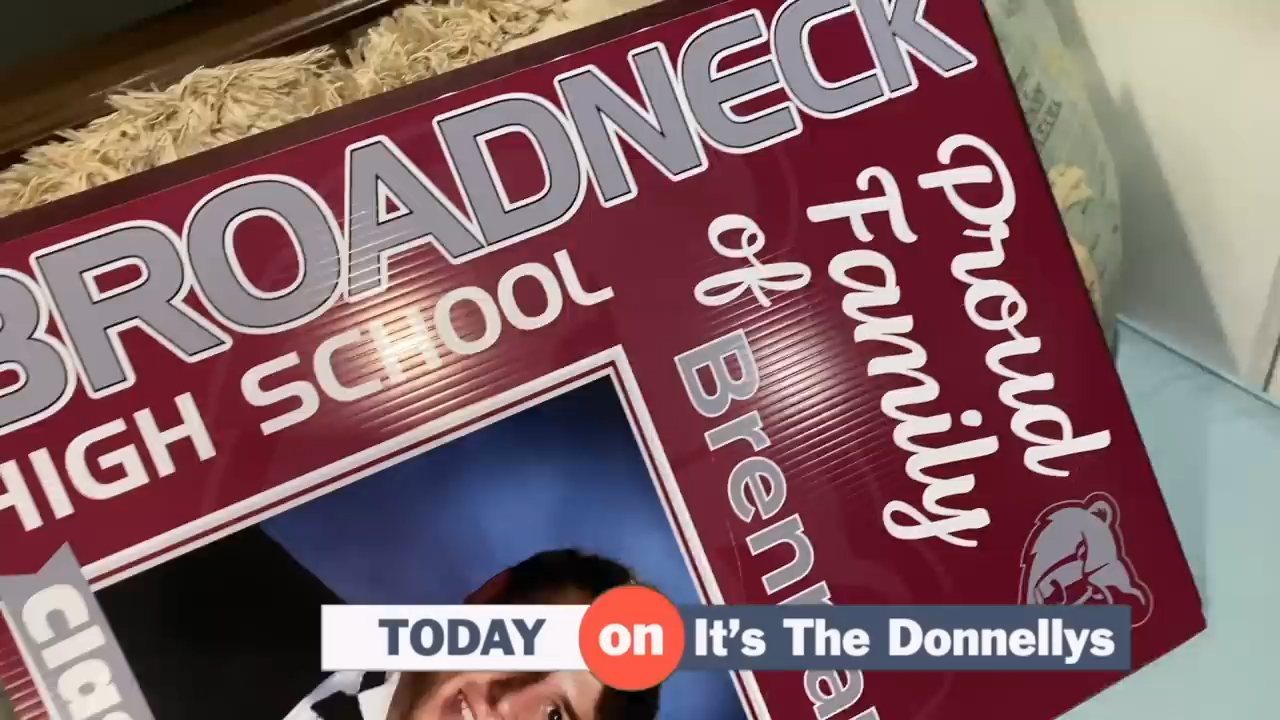 BROADNECK
HIGH SCHOOL
Proud
Family
of
TODAY on It's The Donnellys